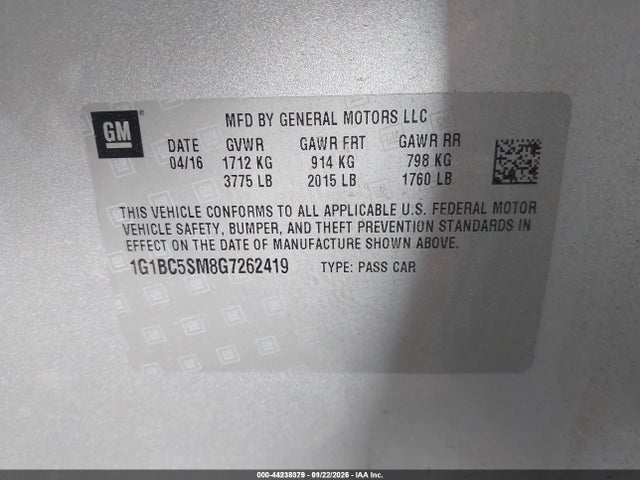 GM
MFD BY GENERAL MOTORS LLC
DATE GVWR GAWR FRT GAWR RR
04/16 1712 KG 914 KG 798 KG
3775 LB 2015 LB 1760 LB
THIS VEHICLE CONFORMS TO ALL APPLICABLE U.S. FEDERAL MOTOR
VEHICLE SAFETY, BUMPER, AND THEFT PREVENTION STANDARDS IN
EFFECT ON THE DATE OF MANUFACTURE SHOWN ABOVE.
1G1BC5SM8G7262419 TYPE: PASS CAR
000-44238379 - 01/22/2026 - IAA Inc.